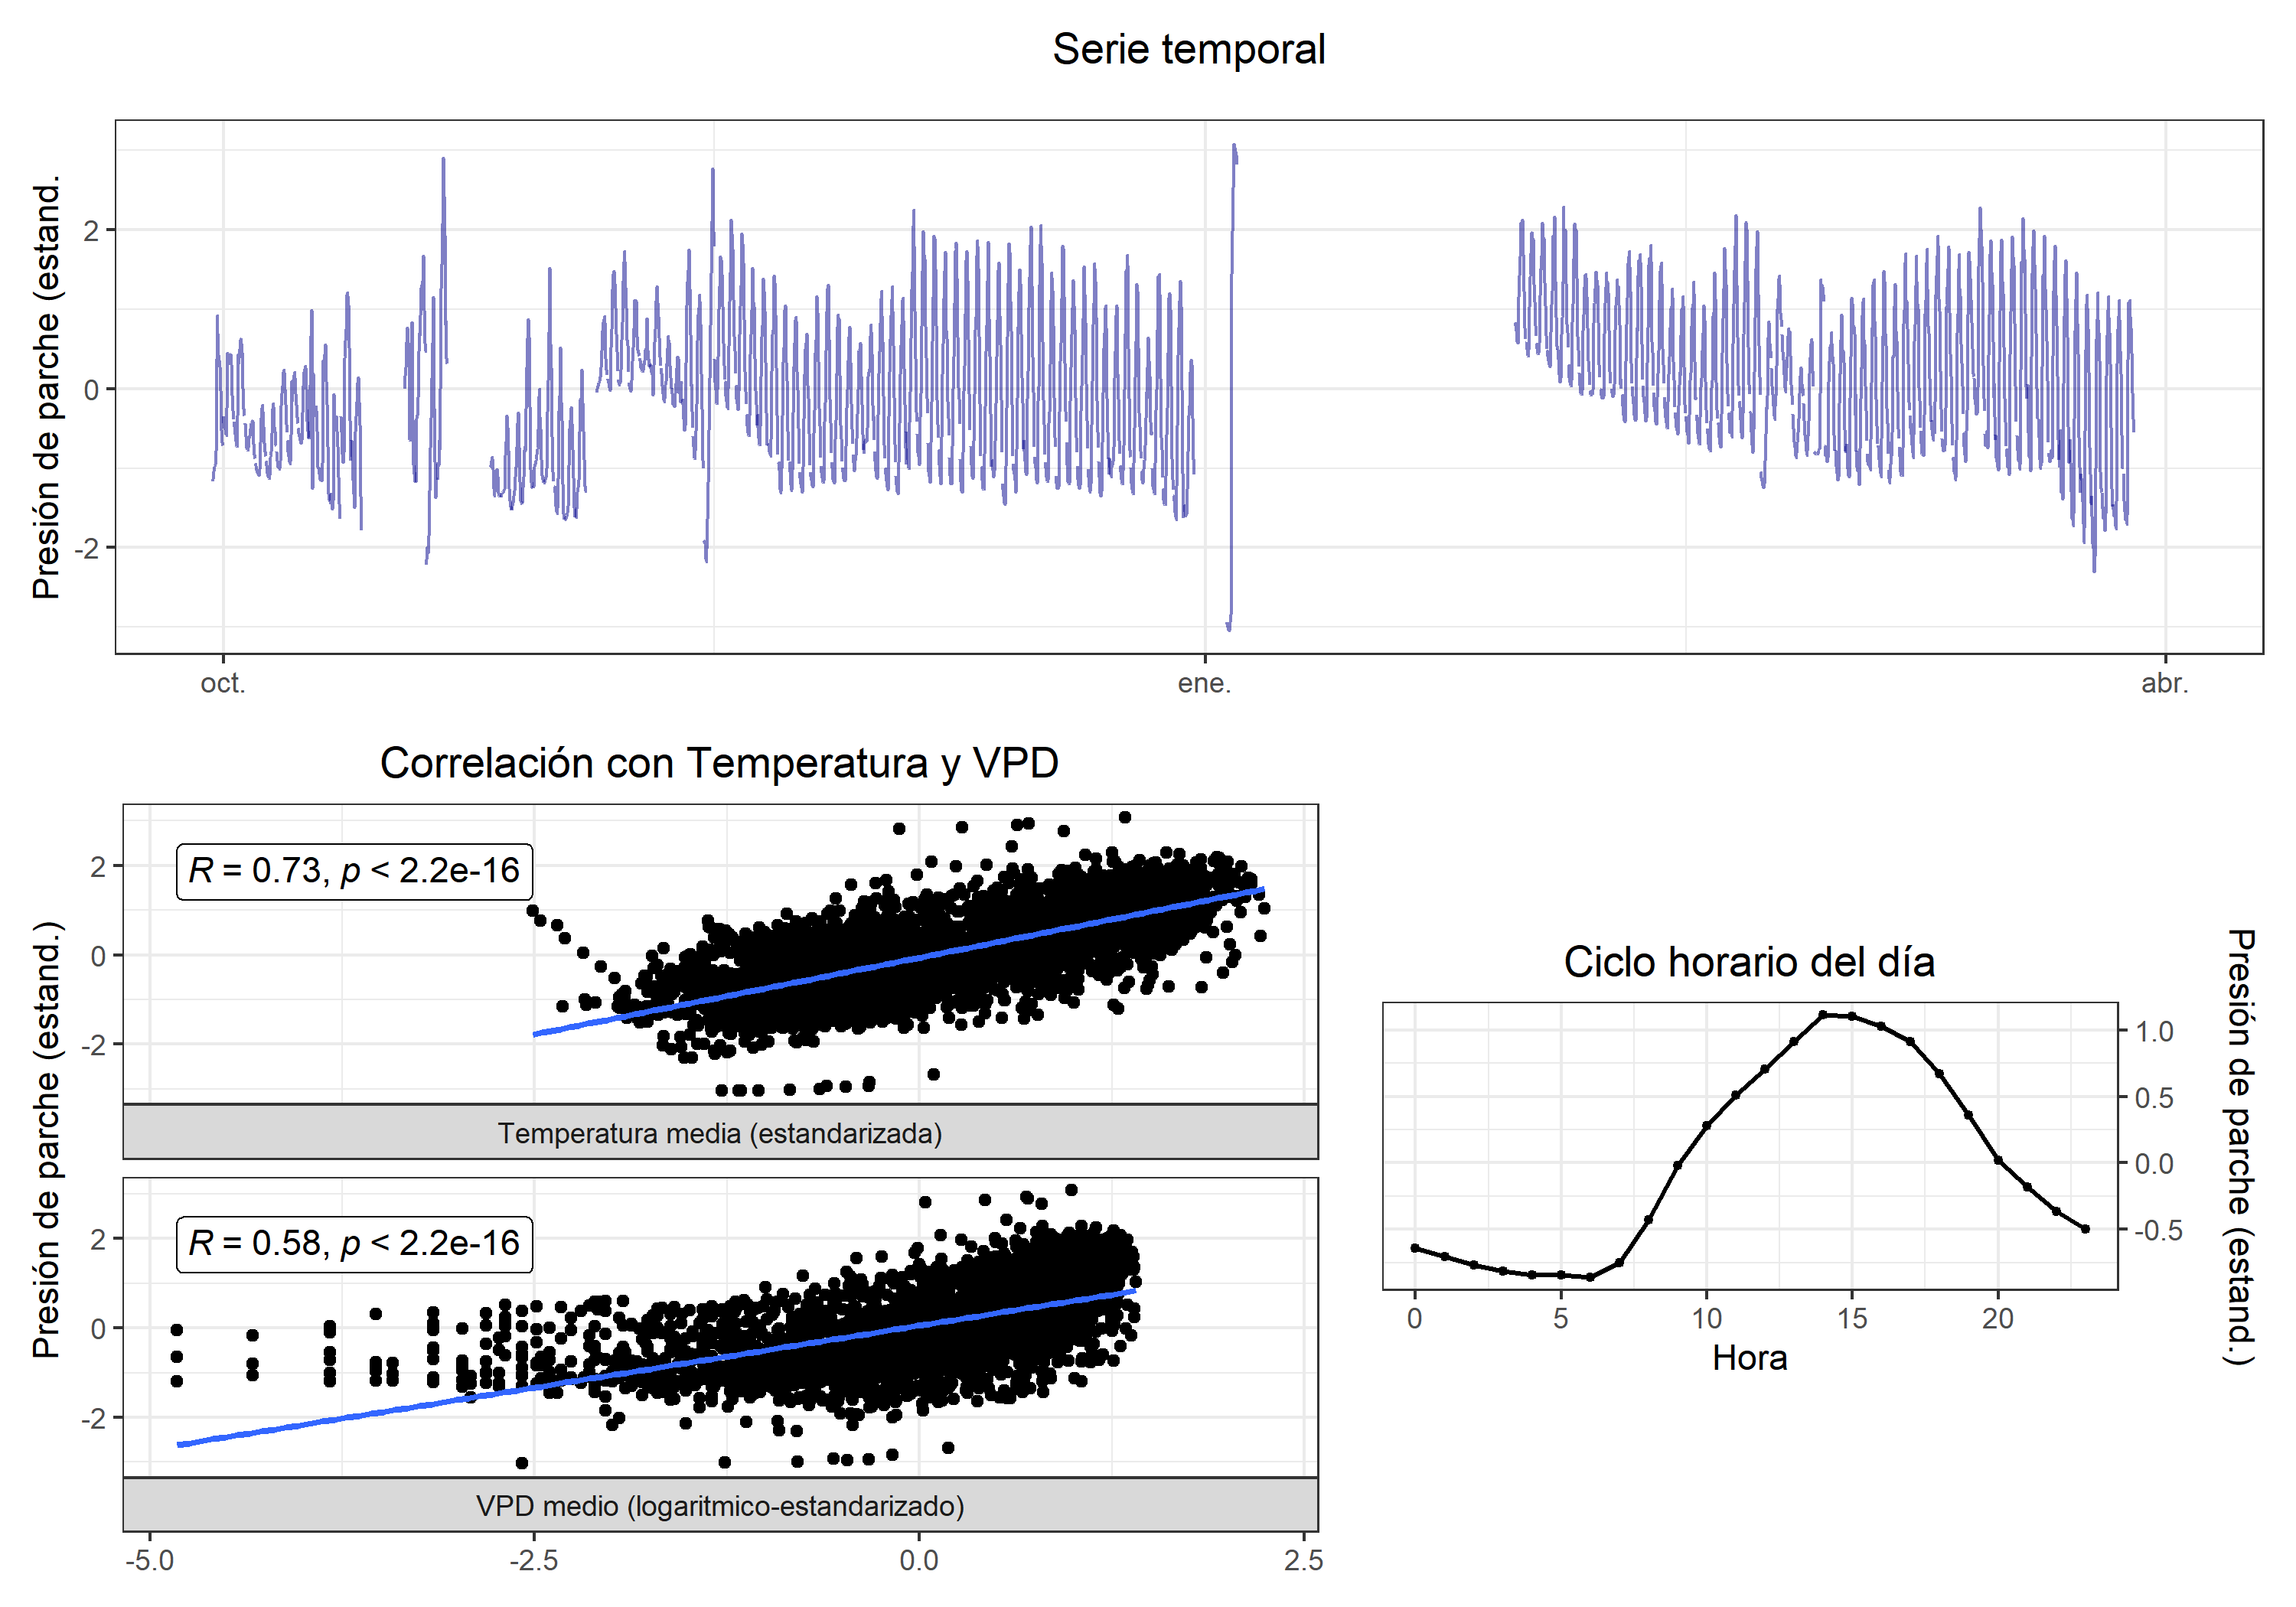 Serie temporal
Presión de parche (estand.
2
0
-2
oct.
ene.
abr.
Correlación con Temperatura y VPD
Presión de parche (estand.)
2
0
-2
R = 0.73, p < 2.2e-16
Temperatura media (estandarizada)
2
0
-2
R = 0.58, p < 2.2e-16
VPD medio (logaritmico-estandarizado)
-5.0
-2.5
0.0
2.5
Ciclo horario del día
1.0
0.5
0.0
-0.5
Presión de parche (estand.)
0
5
10
15
20
Hora